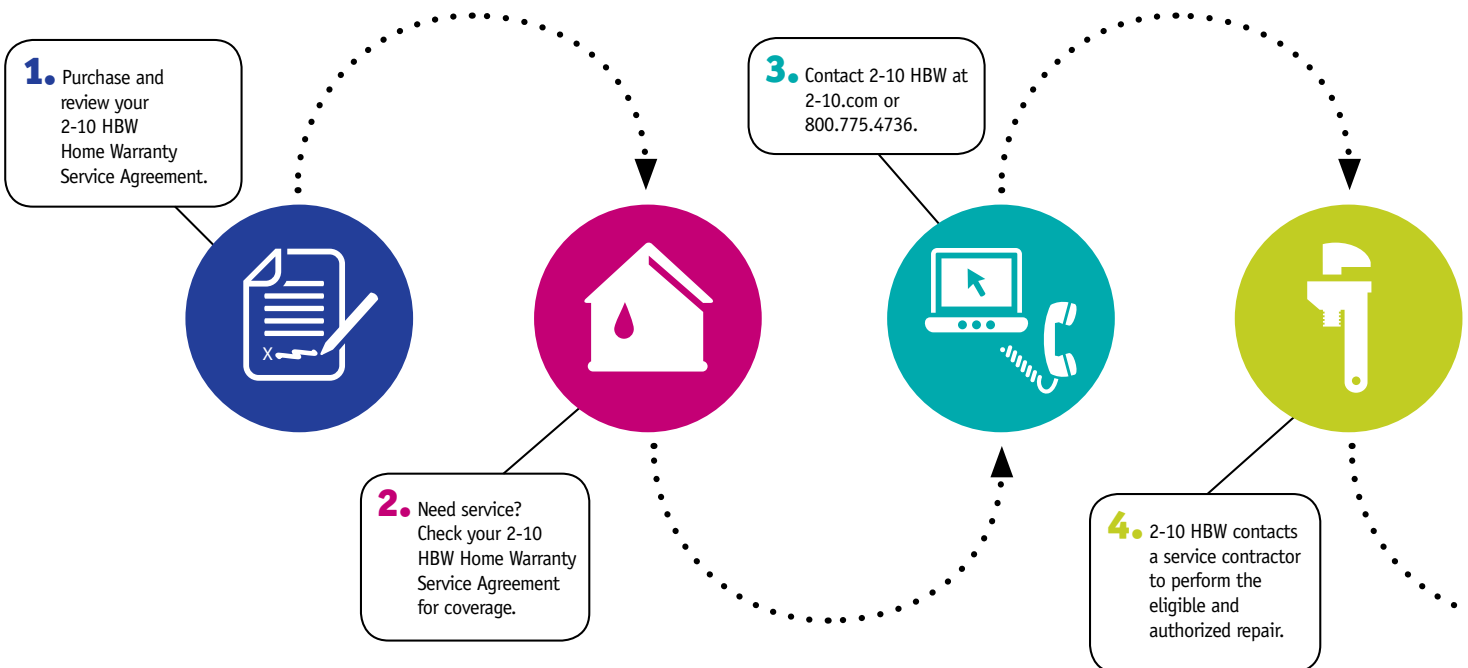 1. Purchase and
review your
2-10 HBW
Home Warranty
Service Agreement.
2. Need service?
Check your 2-10
HBW Home Warranty
Service Agreement
for coverage.
3. Contact 2-10 HBW at
2-10.com or
800.775.4736.
4. 2-10 HBW contacts
a service contractor
to perform the
eligible and
authorized repair.
X